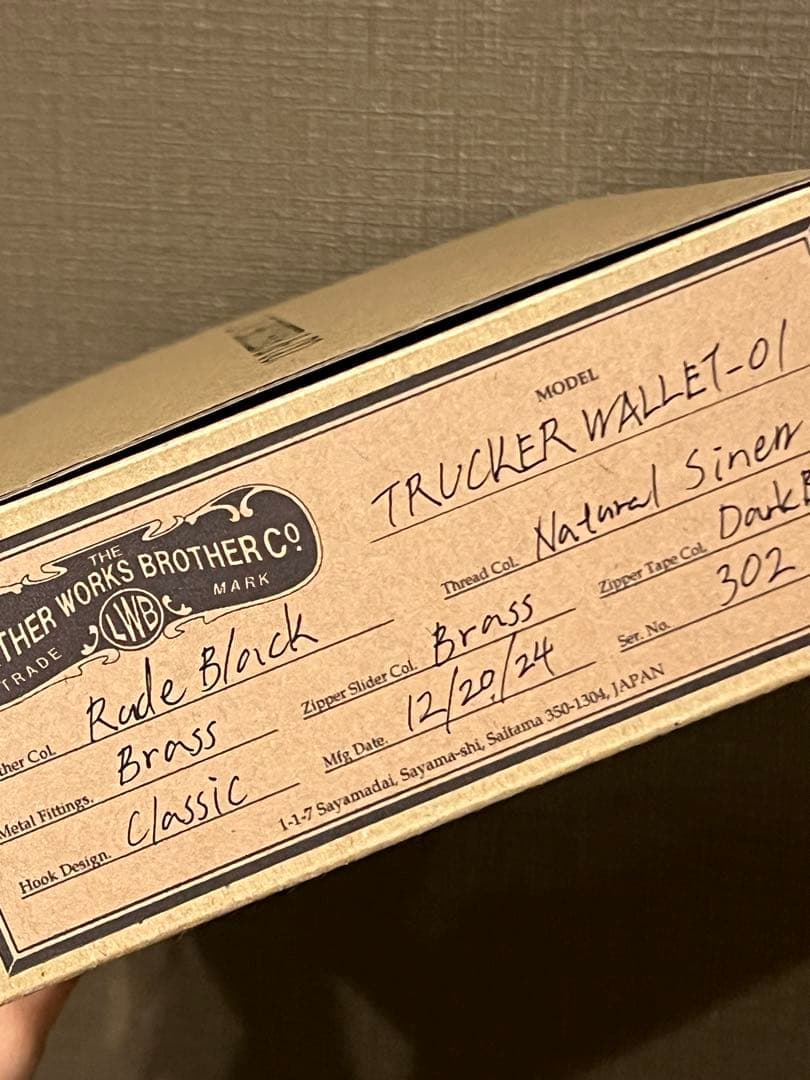 THE
THER WORKS BROTHER Co.
LWB
TRADE MARK
MODEL
TRUCKER WALLET-01
Thread Col. Natural Sinew
Zipper Tape Col. Dark B
ther Col. Rude Black
Zipper Slider Col. Brass
Ser. No. 302
Metal Fittings. Brass
Mfg Date. 12/20/24
Hook Design. Classic
1-1-7 Sayamadai, Sayama-shi, Saitama 350-1304, JAPAN